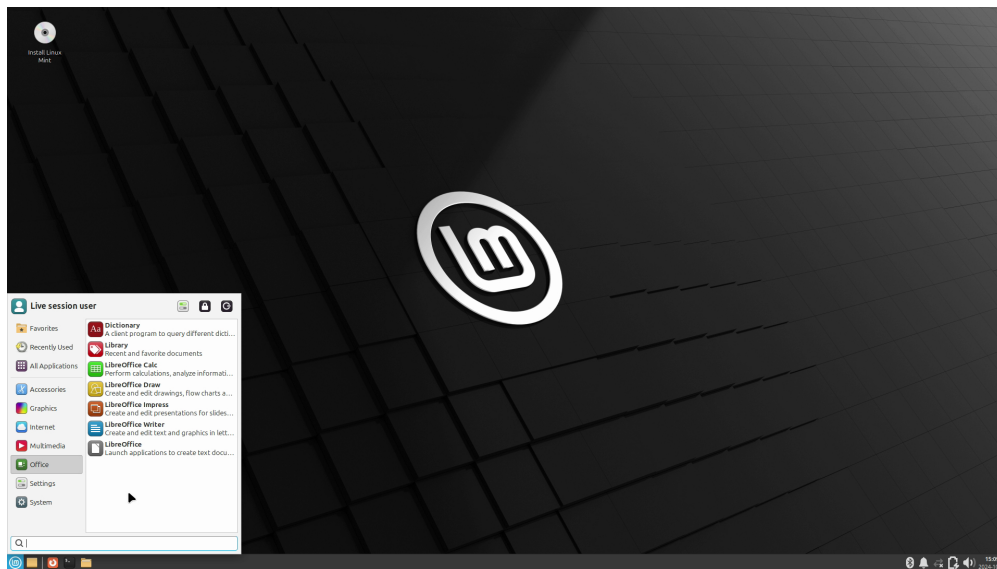 Install Linux
Mint
Live session user
Favorites
Recently Used
All Applications
Accessories
Graphics
Internet
Multimedia
Office
Settings
System
Dictionary
A client program to query different dicti...
Library
Recent and favorite documents
LibreOffice Calc
Perform calculations, analyze informati...
LibreOffice Draw
Create and edit drawings, flow charts a...
LibreOffice Impress
Create and edit presentations for slides...
LibreOffice Writer
Create and edit text and graphics in lett...
LibreOffice
Launch applications to create text docu...